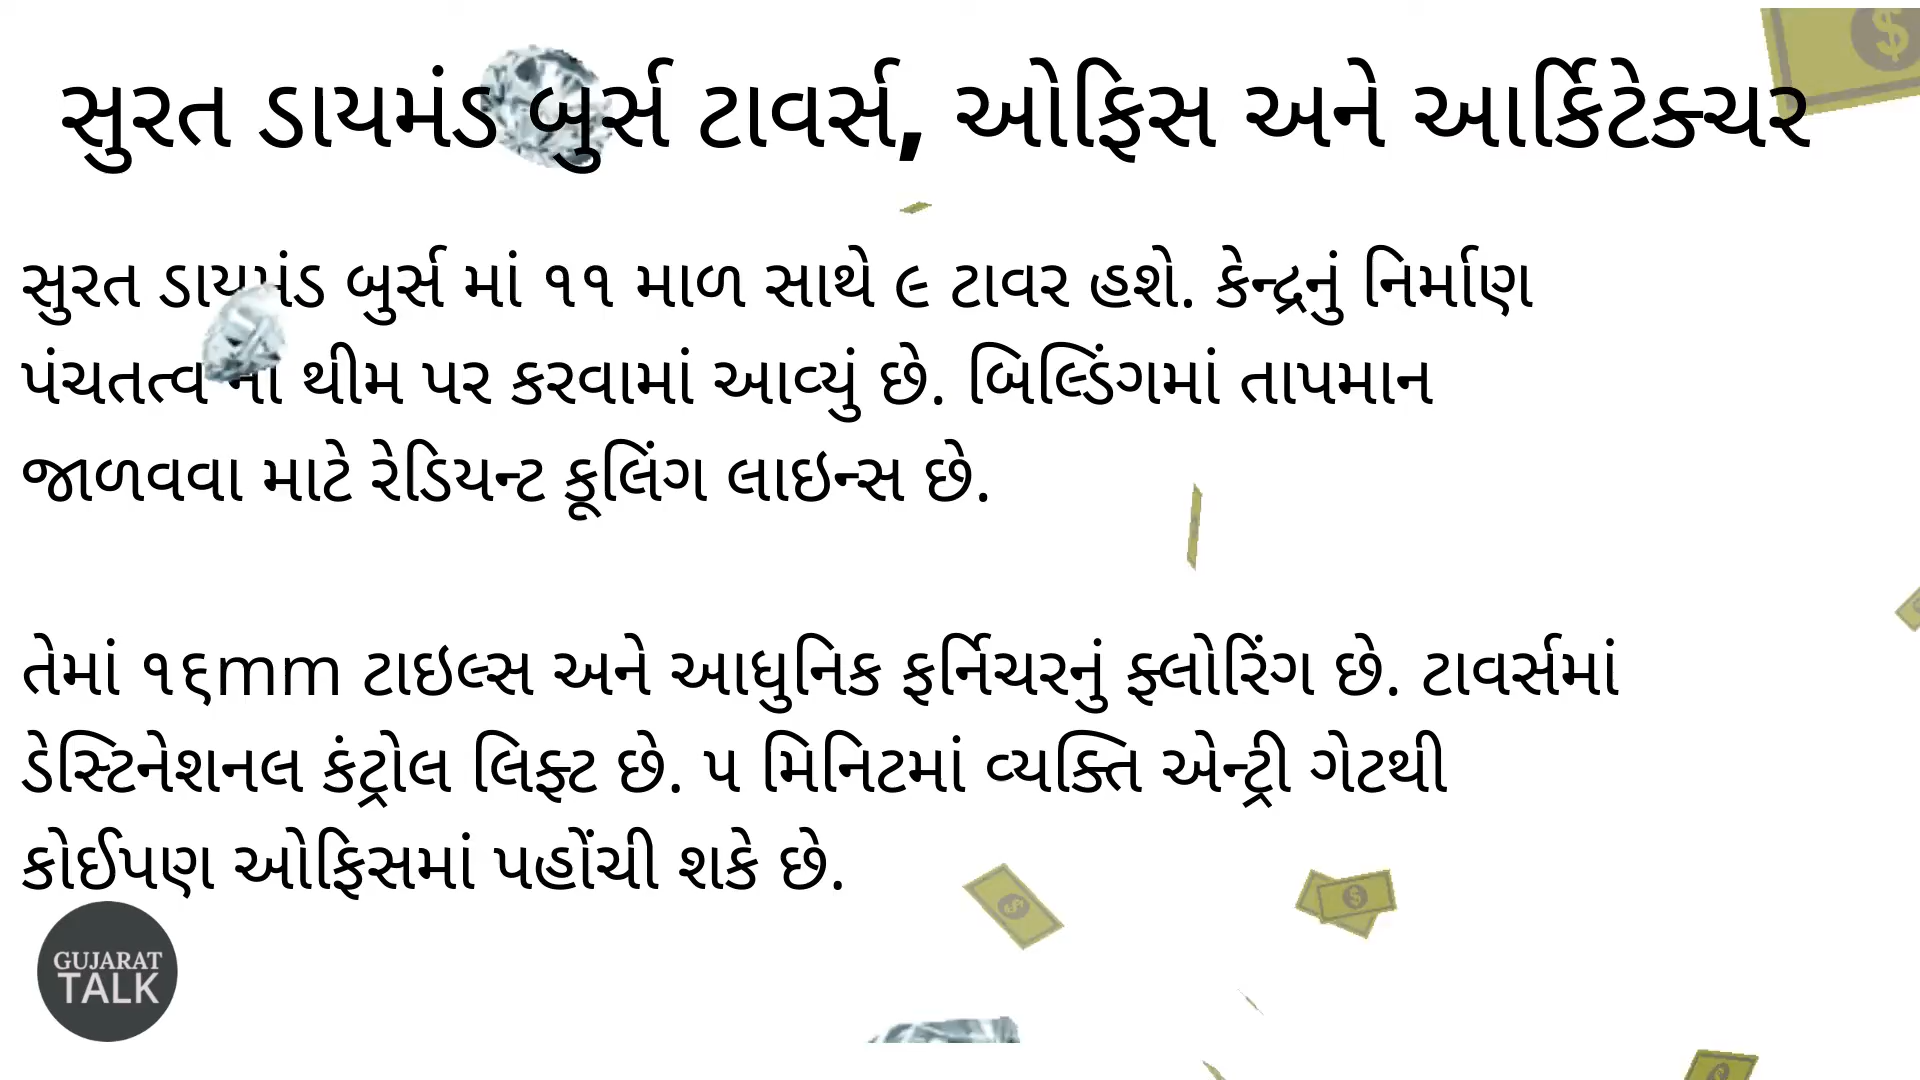 સુરત ડાયમંડ બુર્સ ટાવર્સ, ઓફિસ અને આર્કિટેક્ચર
સુરત ડાયમંડ બુર્સ માં ૧૧ માળ સાથે ૯ ટાવર હશે. કેન્દ્રનું નિર્માણ
પંચતત્વ ના થીમ પર કરવામાં આવ્યું છે. બિલ્ડિંગમાં તાપમાન
જાળવવા માટે રેડિયન્ટ કૂલિંગ લાઇન્સ છે.
તેમાં ૧૬mm ટાઇલ્સ અને આધુનિક ફર્નિચરનું ફ્લોરિંગ છે. ટાવર્સમાં
ડેસ્ટિનેશનલ કંટ્રોલ લિફ્ટ છે. ૫ મિનિટમાં વ્યક્તિ એન્ટ્રી ગેટથી
કોઈપણ ઓફિસમાં પહોંચી શકે છે.
GUJARAT
TALK